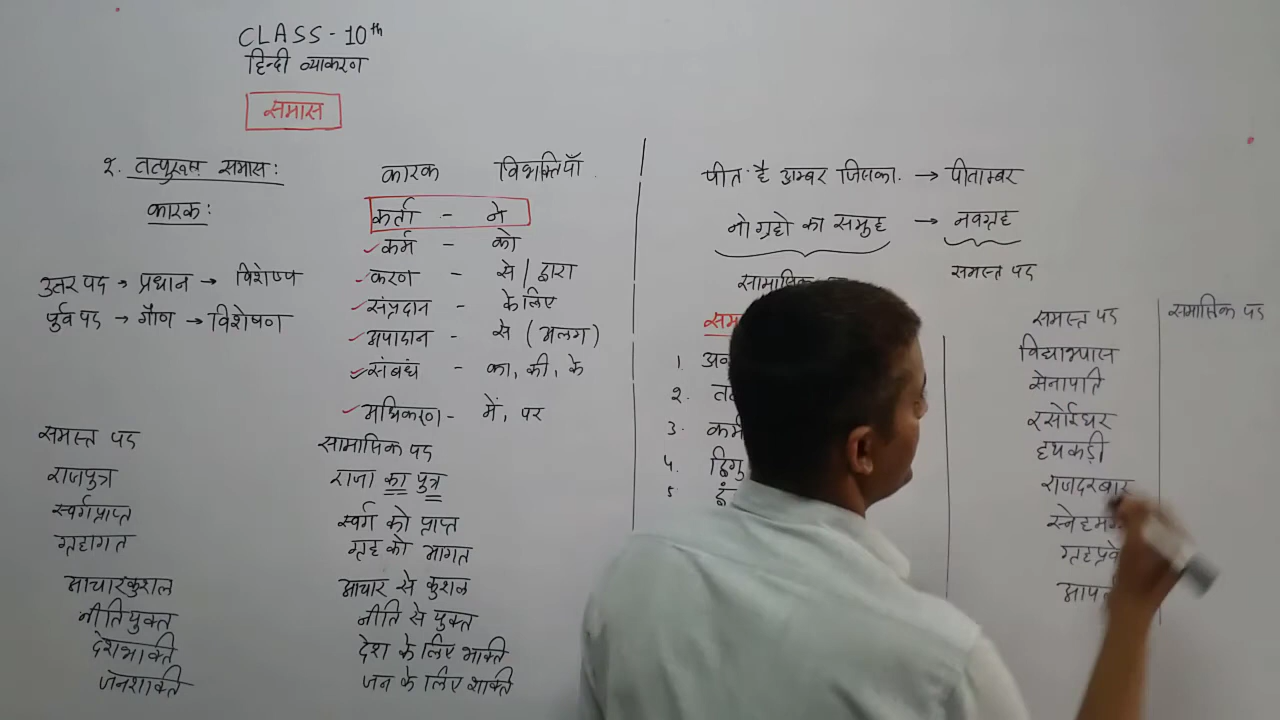 CLASS - 10th
हिन्दी व्याकरण
समास
२. तत्पुरूष समास:
कारक:
उतर पद → प्रधान → विशेष्य
पुर्व पद → गौण → विशेषण
कारक विभक्तियाँ
कर्ता - ने
कर्म - को
करण - से / द्वारा
संप्रदान - के लिए
अपादान - से (अलग)
संबंध - का, की, के
अधिकरण - में, पर
समस्त पद सामासिक पद
राजपुत्र राजा का पुत्र
स्वर्गप्राप्त स्वर्ग को प्राप्त
गृहागत गृह को आगत
आचारकुशल आचार से कुशल
नीतियुक्त नीति से युक्त
देशभक्ति देश के लिए भक्ति
जनशक्ति जन के लिए शक्ति
पीत है अम्बर जिसका → पीताम्बर
नो ग्रहो का समुह → नवग्रह
सामासिक
समस्त पद
1.
2.
3. कर्म
4. द्विगु
5 द्वं
समस्त पद सामासिक पद
विद्याभ्यास
सेनापति
रसोईघर
हथकड़ी
राजदरबार